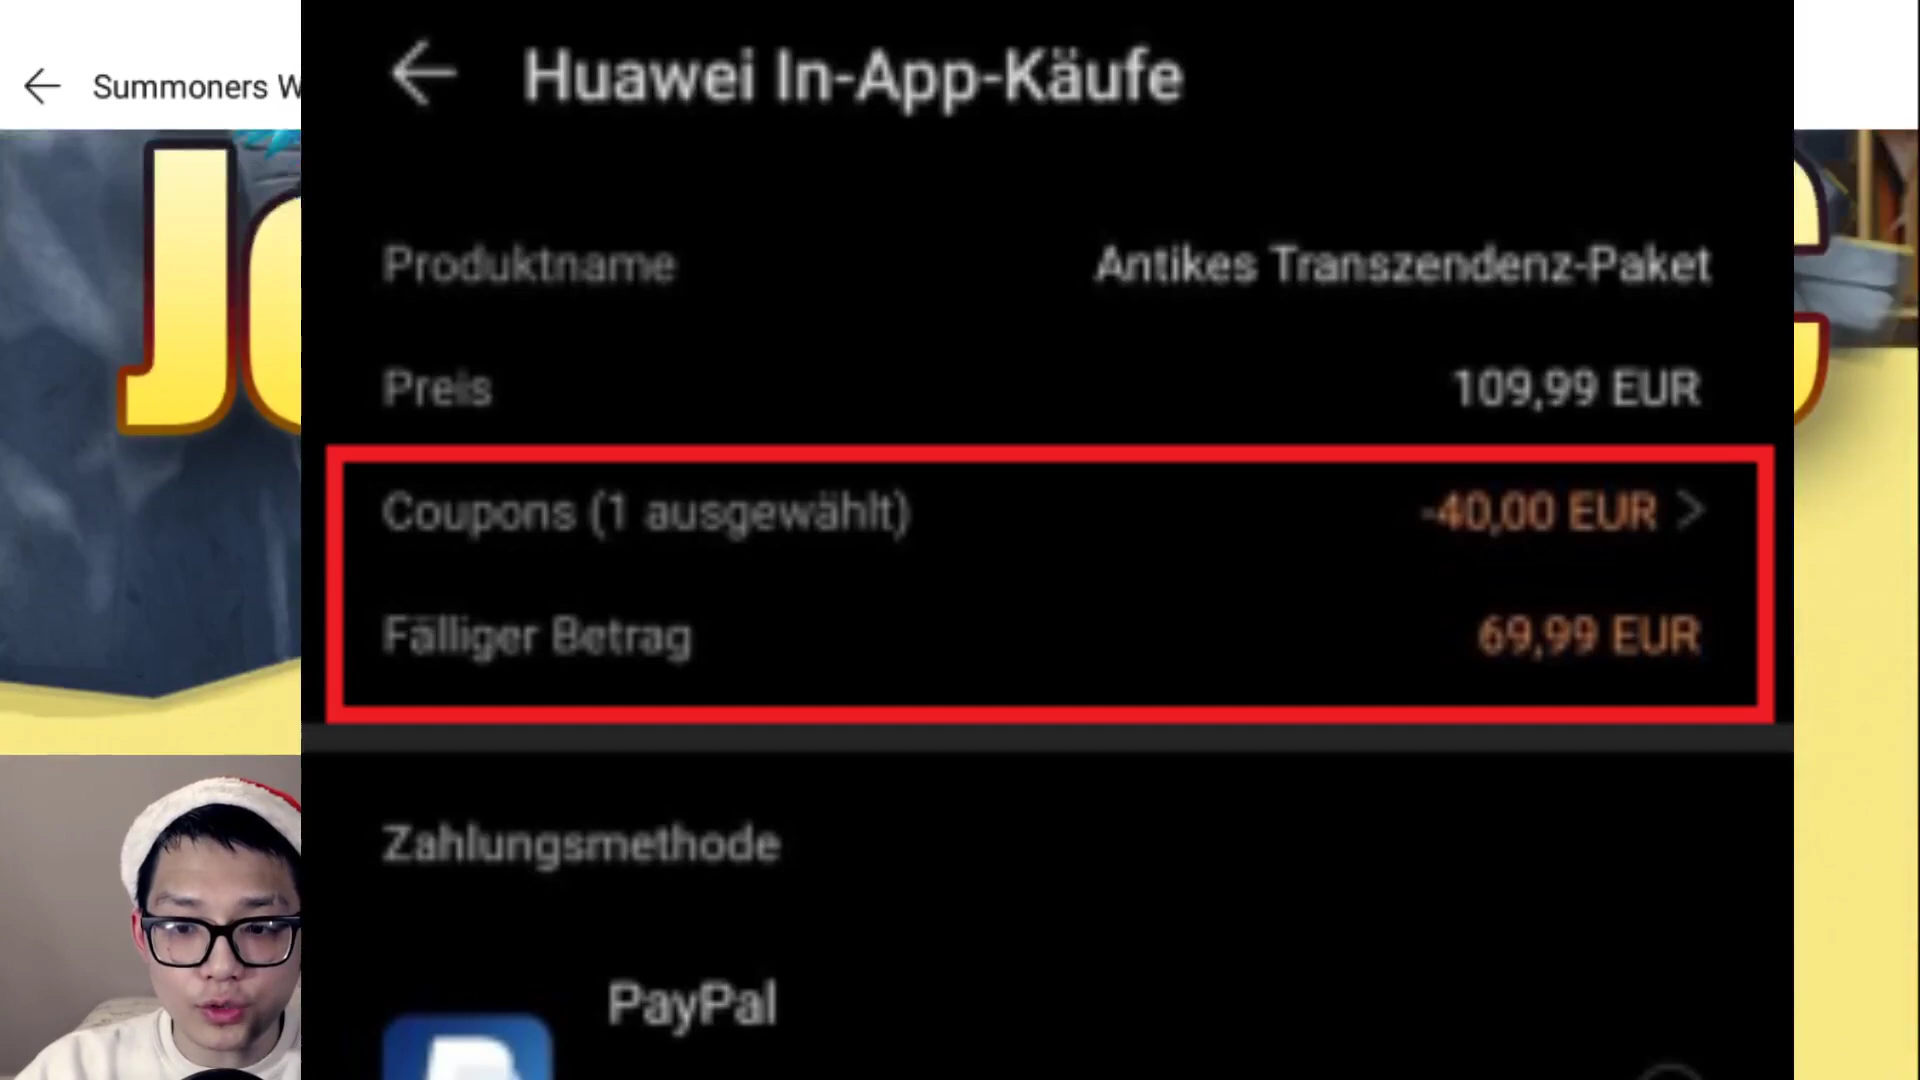 Summoners W
Huawei In-App-Käufe
Produktname Antikes Transzendenz-Paket
Preis 109,99 EUR
Coupons (1 ausgewählt) -40,00 EUR >
Fälliger Betrag 69,99 EUR
Zahlungsmethode
PayPal